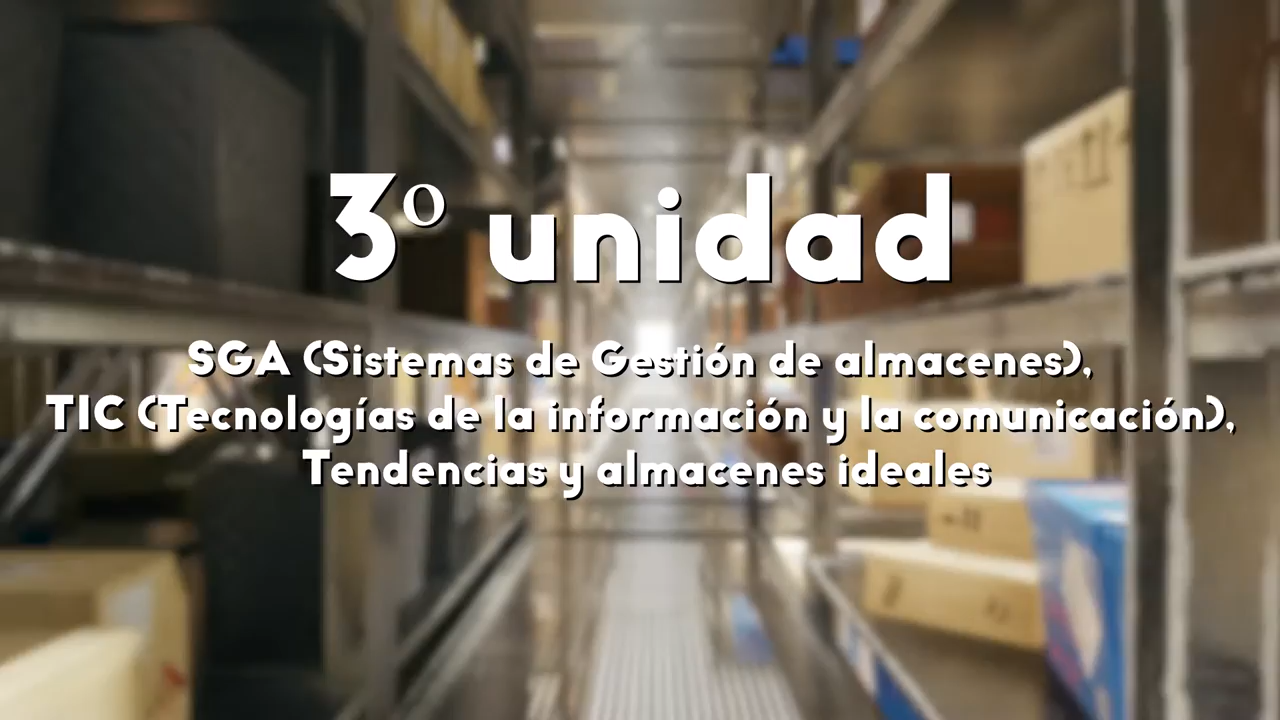 3º unidad
SGA (Sistemas de Gestión de almacenes),
TIC (Tecnologías de la información y la comunicación),
Tendencias y almacenes ideales